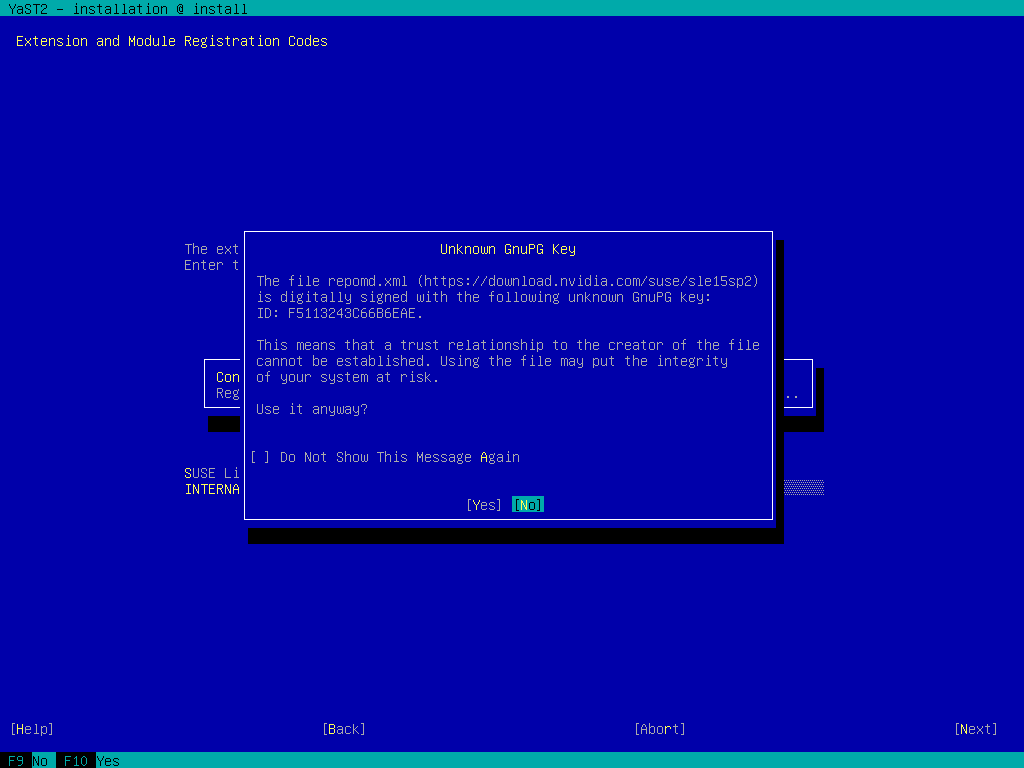 YaST2 - installation @ install
Extension and Module Registration Codes
The ext
Enter t
Unknown GnuPG Key
The file repomd.xml (https://download.nvidia.com/suse/sle15sp2)
is digitally signed with the following unknown GnuPG key:
ID: F5113243C66B6EAE.
This means that a trust relationship to the creator of the file
cannot be established. Using the file may put the integrity
of your system at risk.
Con
Reg ..
Use it anyway?
[ ] Do Not Show This Message Again
SUSE Li
INTERNA
[Yes] [No]
[Help] [Back] [Abort] [Next]
F9 No F10 Yes